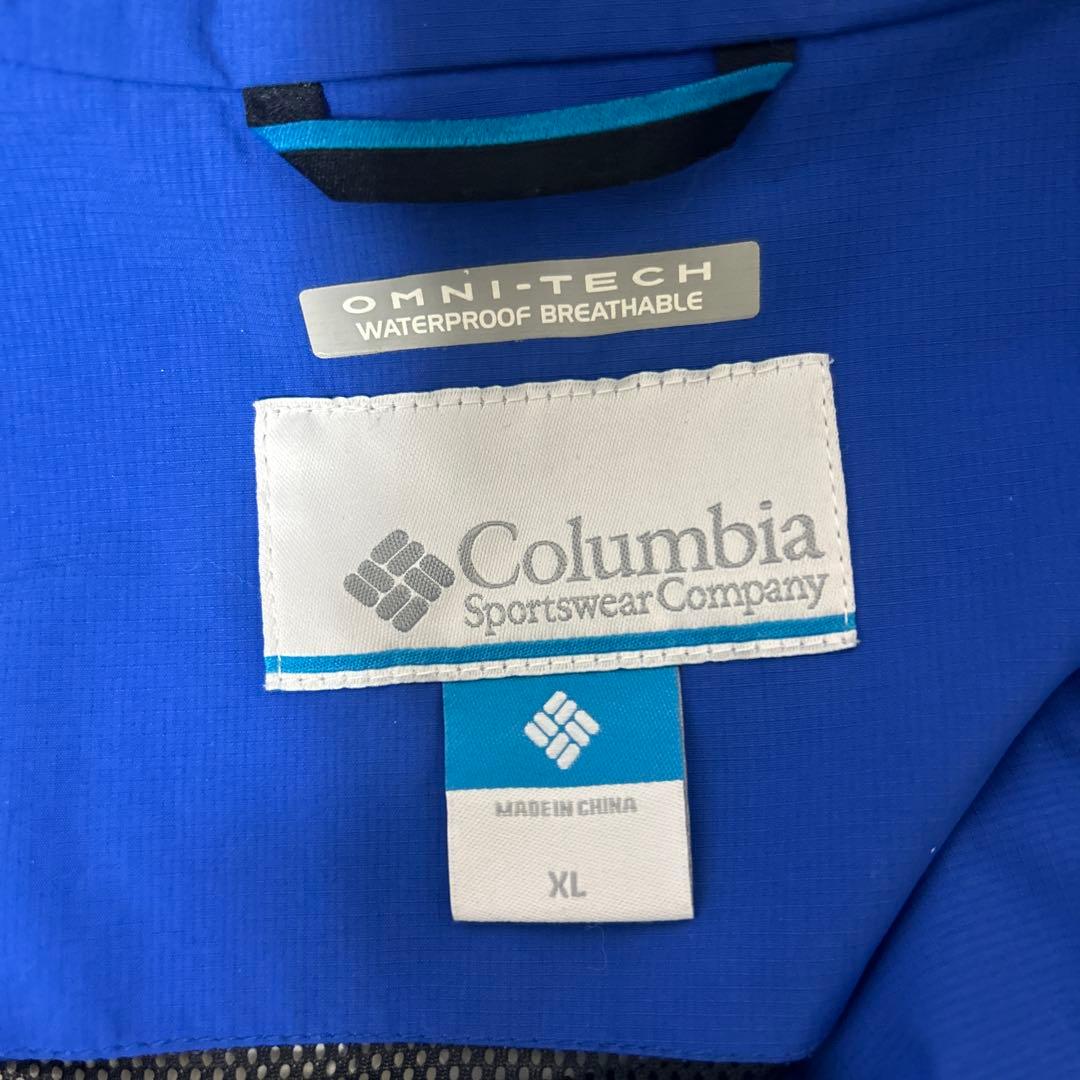 OMNI-TECH
WATERPROOF BREATHABLE
Columbia
Sportswear Company
MADE IN CHINA
XL